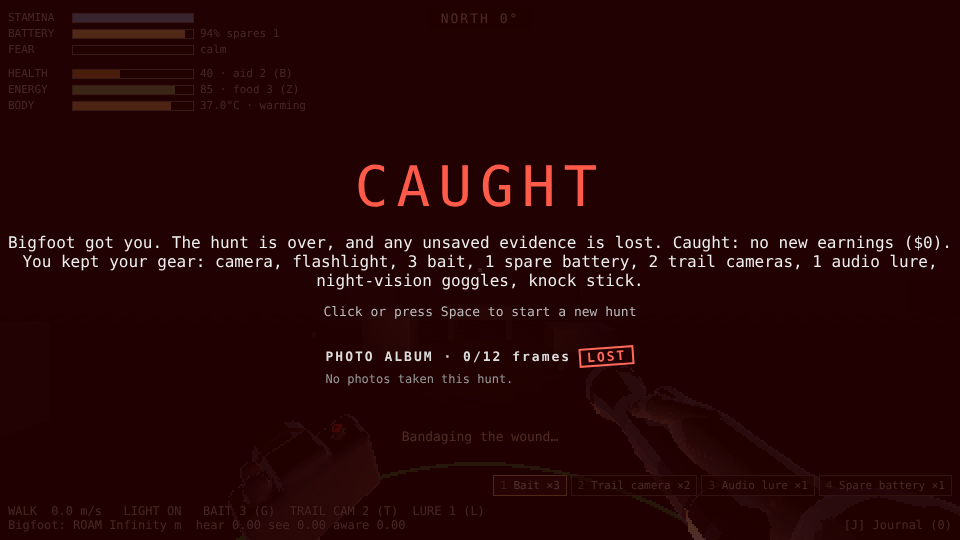 STAMINA
BATTERY 94% spares 1
FEAR calm
HEALTH 40 · aid 2 (B)
ENERGY 85 · food 3 (Z)
BODY 37.0°C · warming
NORTH 0°
CAUGHT
Bigfoot got you. The hunt is over, and any unsaved evidence is lost. Caught: no new earnings ($0).
You kept your gear: camera, flashlight, 3 bait, 1 spare battery, 2 trail cameras, 1 audio lure,
night-vision goggles, knock stick.
Click or press Space to start a new hunt
PHOTO ALBUM · 0/12 frames LOST
No photos taken this hunt.
Bandaging the wound…
1 Bait ×3 2 Trail camera ×2 3 Audio lure ×1 4 Spare battery ×1
WALK 0.0 m/s LIGHT ON BAIT 3 (G) TRAIL CAM 2 (T) LURE 1 (L)
Bigfoot: ROAM Infinity m hear 0.00 see 0.00 aware 0.00
[J] Journal (0)